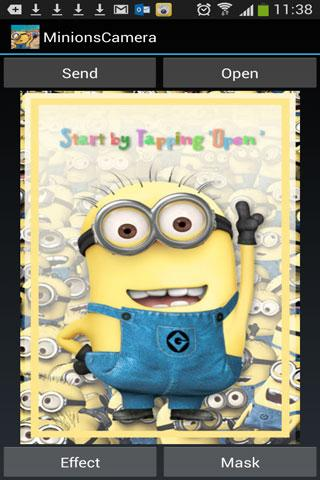 11:38
MinionsCamera
Send
Open
Start by Tapping "Open"
Effect
Mask